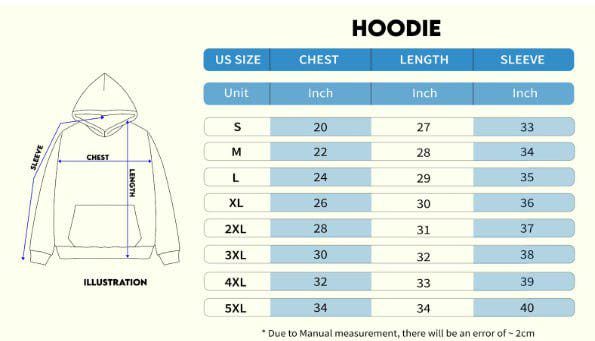 HOODIE
US SIZE CHEST LENGTH SLEEVE
Unit Inch Inch Inch
S 20 27 33
M 22 28 34
L 24 29 35
XL 26 30 36
2XL 28 31 37
3XL 30 32 38
4XL 32 33 39
5XL 34 34 40
* Due to Manual measurement, there will be an error of ~ 2cm
SLEEVE
CHEST
LENGTH
ILLUSTRATION